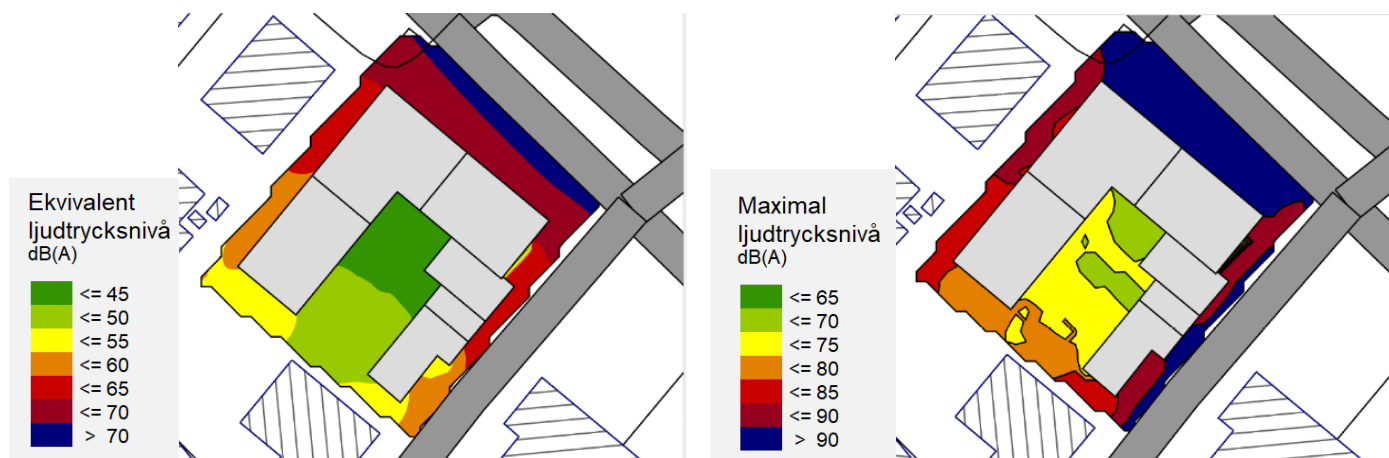 Ekvivalent
ljudtrycksnivå
dB(A)
<= 45
<= 50
<= 55
<= 60
<= 65
<= 70
> 70
Maximal
ljudtrycksnivå
dB(A)
<= 65
<= 70
<= 75
<= 80
<= 85
<= 90
> 90